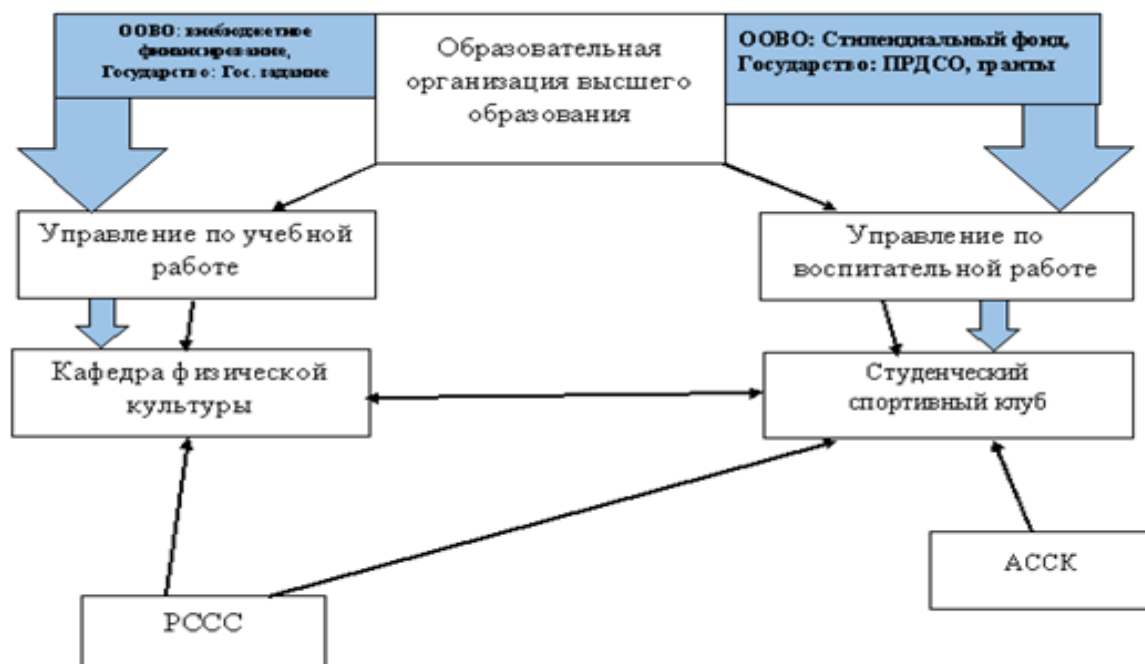 ООВО: внебюджетное
финансирование,
Государство: Гос. задание
Образовательная
организация высшего
образования
ООВО: Стипендиальный фонд,
Государство: ПРДСО, гранты
Управление по учебной
работе
Управление по
воспитательной работе
Кафедра физической
культуры
Студенческий
спортивный клуб
АССК
РССС